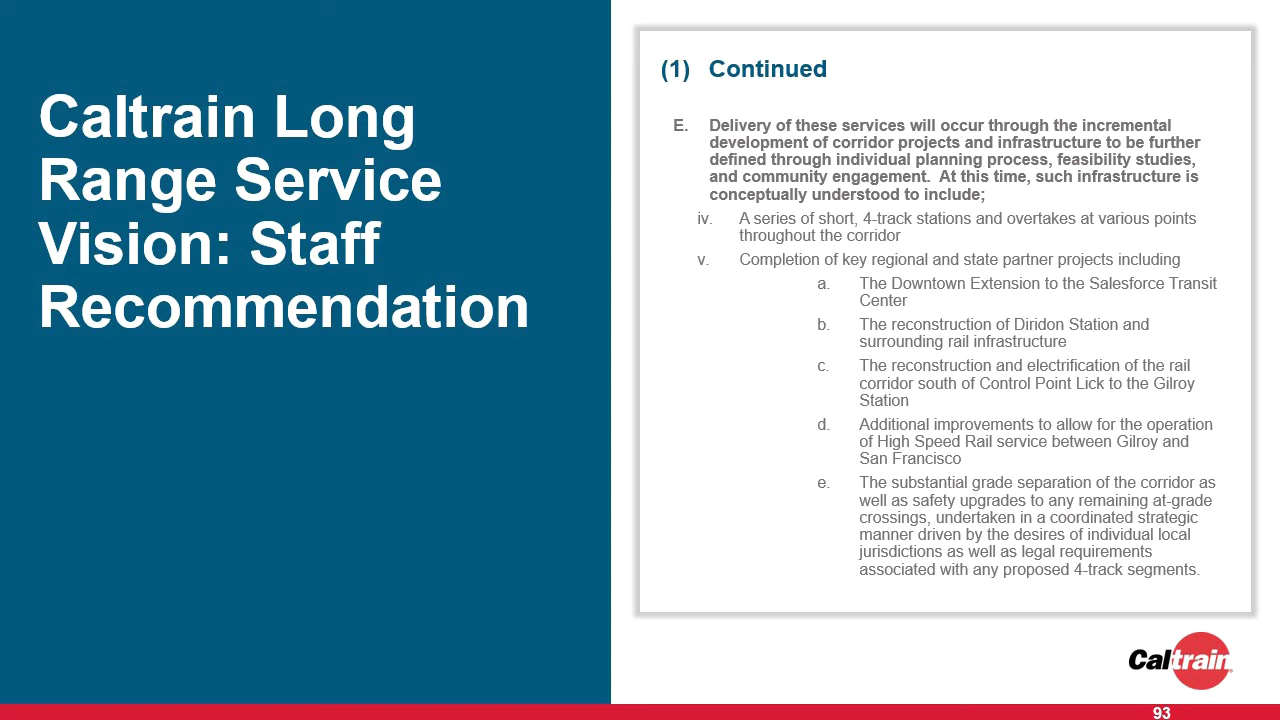 Caltrain Long
Range Service
Vision: Staff
Recommendation
(1) Continued
E. Delivery of these services will occur through the incremental
development of corridor projects and infrastructure to be further
defined through individual planning process, feasibility studies,
and community engagement.  At this time, such infrastructure is
conceptually understood to include;
iv. A series of short, 4-track stations and overtakes at various points
throughout the corridor
v. Completion of key regional and state partner projects including
a. The Downtown Extension to the Salesforce Transit
Center
b. The reconstruction of Diridon Station and
surrounding rail infrastructure
c. The reconstruction and electrification of the rail
corridor south of Control Point Lick to the Gilroy
Station
d. Additional improvements to allow for the operation
of High Speed Rail service between Gilroy and
San Francisco
e. The substantial grade separation of the corridor as
well as safety upgrades to any remaining at-grade
crossings, undertaken in a coordinated strategic
manner driven by the desires of individual local
jurisdictions as well as legal requirements
associated with any proposed 4-track segments.
Caltrain
93